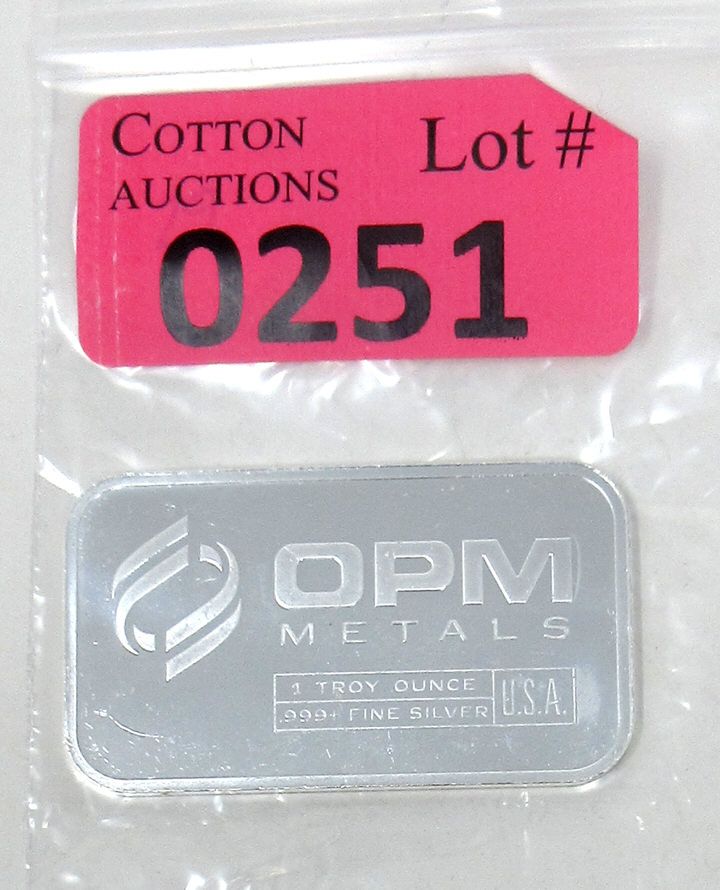 COTTON
AUCTIONS
Lot #
0251
OPM
METALS
1 TROY OUNCE
.999+ FINE SILVER
U.S.A.